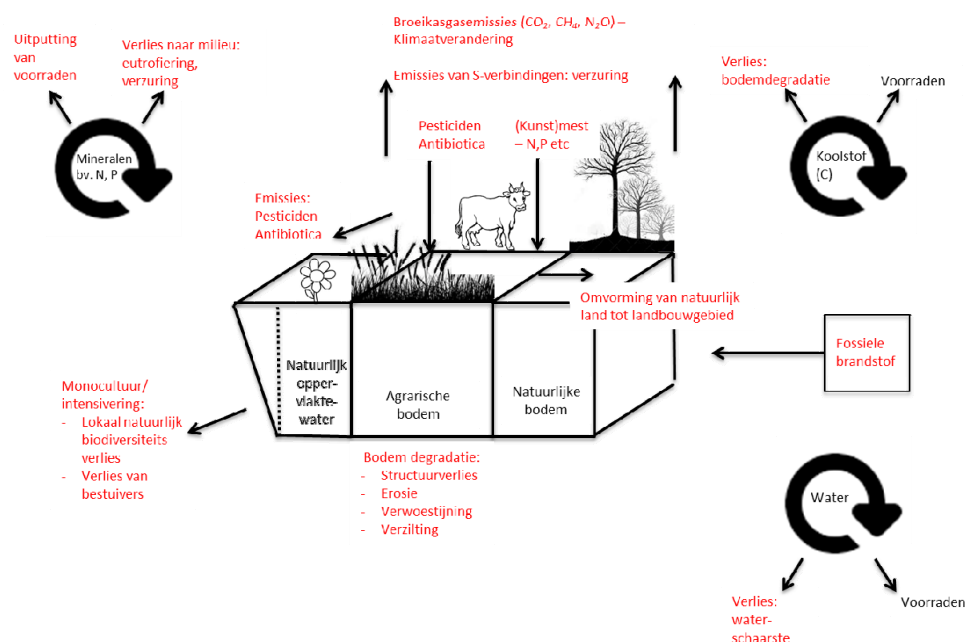 Broeikasgasemissies (CO₂, CH₄, N₂O) –
Klimaatverandering
Emissies van S-verbindingen: verzuring
Uitputting
van
voorraden
Verlies naar milieu:
eutrofiering,
verzuring
Mineralen
bv. N, P
Verlies:
bodemdegradatie
Voorraden
Koolstof
(C)
Pesticiden
Antibiotica
(Kunst)mest
– N,P etc
Emissies:
Pesticiden
Antibiotica
Omvorming van natuurlijk
land tot landbouwgebied
Fossiele
brandstof
Natuurlijk
opper-
vlakte-
water
Agrarische
bodem
Natuurlijke
bodem
Monocultuur/
intensivering:
- Lokaal natuurlijk
biodiversiteits
verlies
- Verlies van
bestuivers
Bodem degradatie:
- Structuurverlies
- Erosie
- Verwoestijning
- Verzilting
Water
Verlies:
water-
schaarste
Voorraden